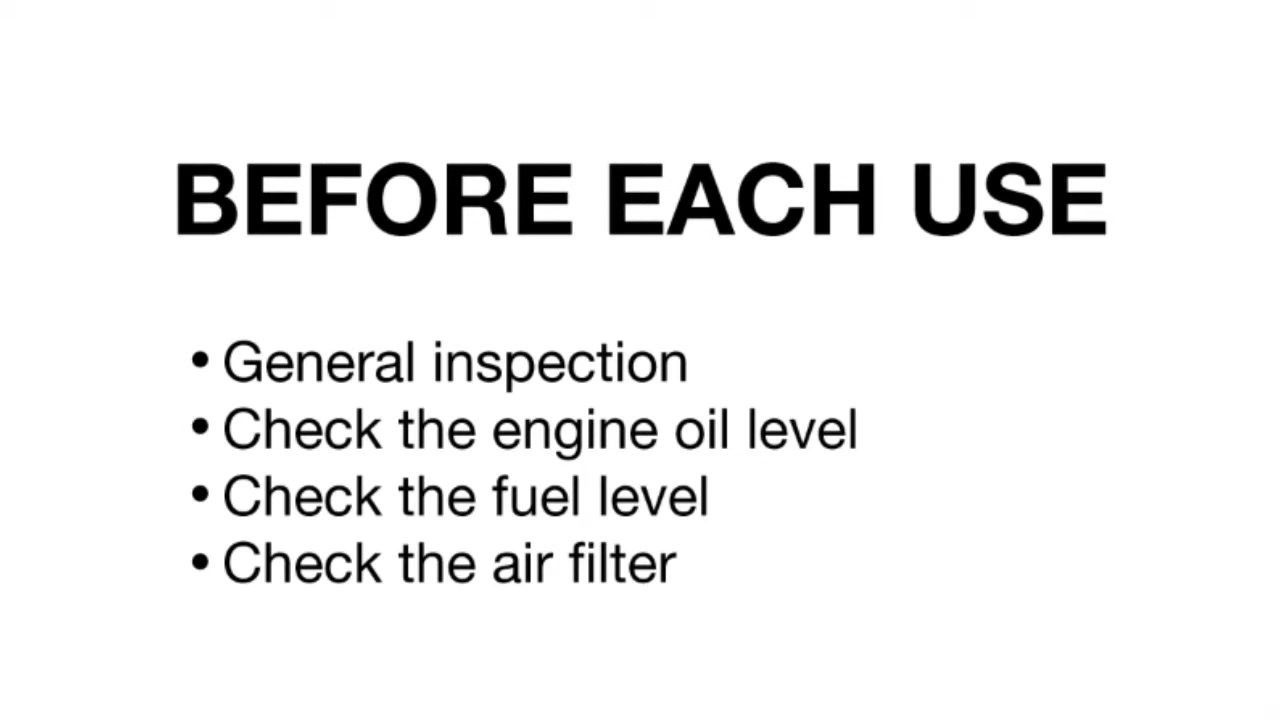 BEFORE EACH USE
• General inspection
• Check the engine oil level
• Check the fuel level
• Check the air filter